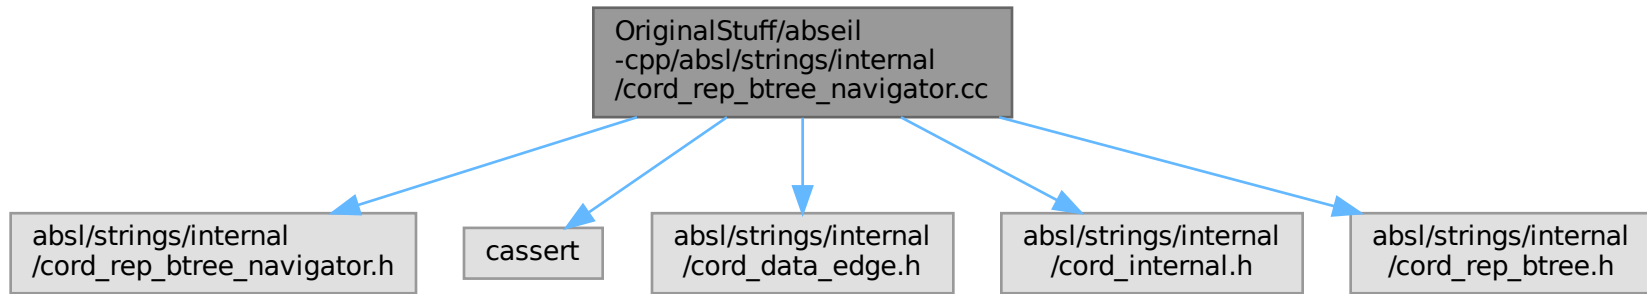 OriginalStuff/abseil
-cpp/absl/strings/internal
/cord_rep_btree_navigator.cc
absl/strings/internal
/cord_rep_btree_navigator.h
cassert
absl/strings/internal
/cord_data_edge.h
absl/strings/internal
/cord_internal.h
absl/strings/internal
/cord_rep_btree.h